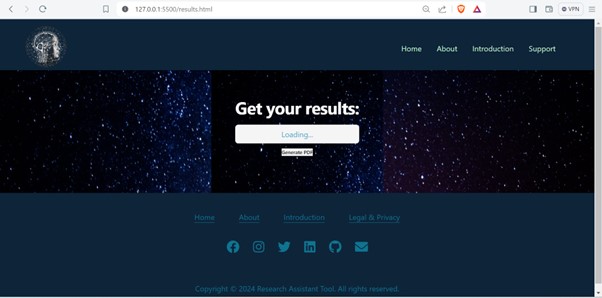 127.0.0.1:5500/results.html
VPN
Home About Introduction Support
Get your results:
Loading...
Generate PDF
Home About Introduction Legal & Privacy
Copyright © 2024 Research Assistant Tool. All rights reserved.